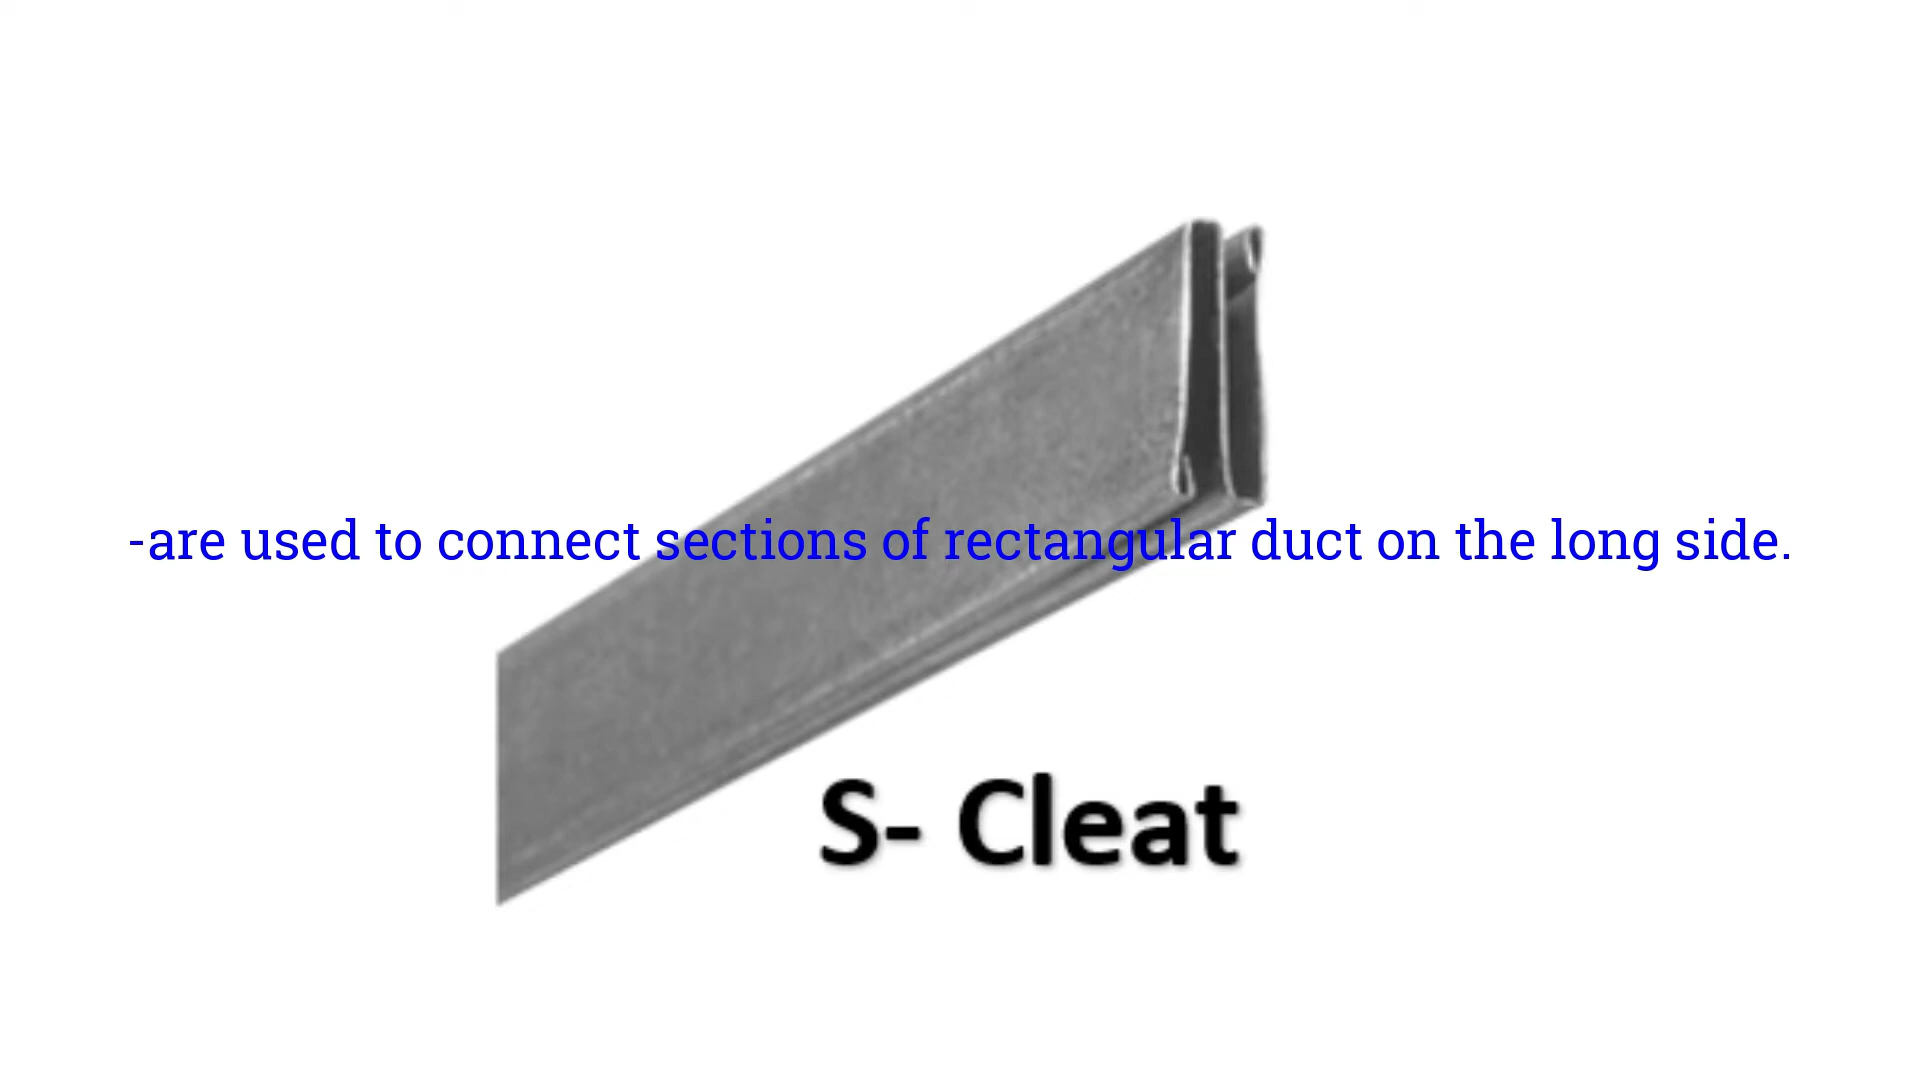 -are used to connect sections of rectangular duct on the long side.
S- Cleat